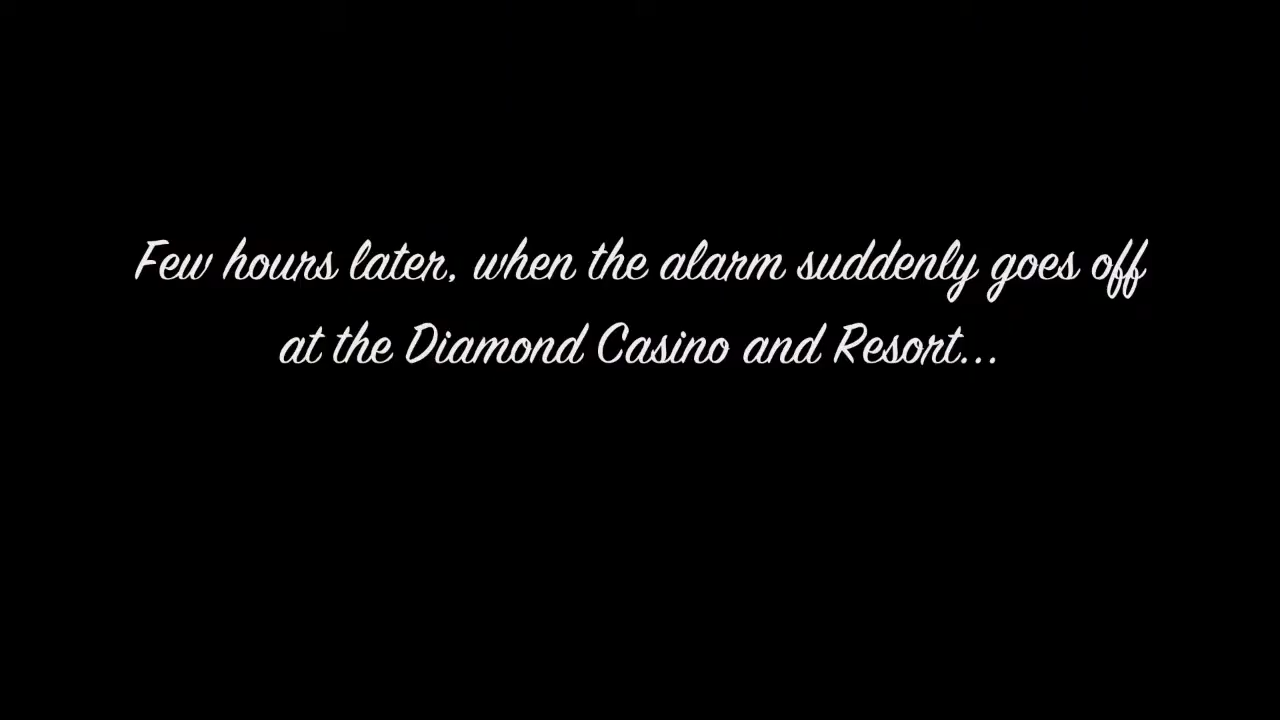 Few hours later, when the alarm suddenly goes off
at the Diamond Casino and Resort...